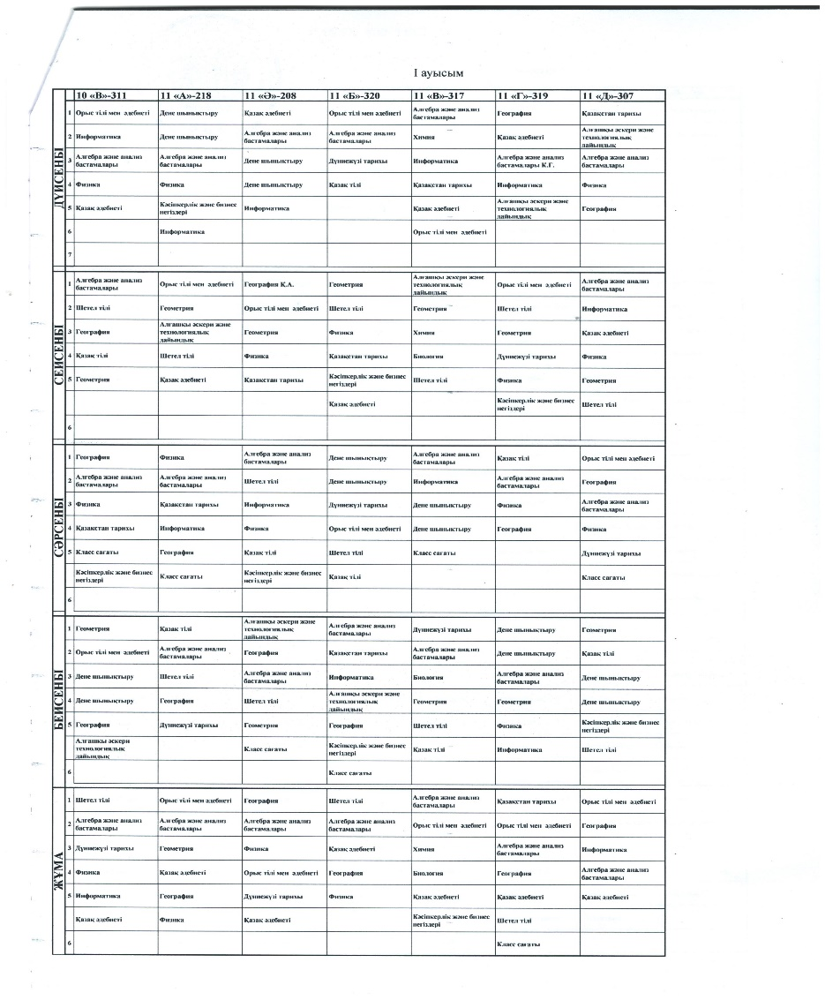 I ауысым
10 «В»-311 11 «А»-218 11 «Ә»-208 11 «Б»-320 11 «В»-317 11 «Г»-319 11 «Д»-307
ДҮЙСЕНБІ
1 Орыс тілі мен әдебиеті Дене шынықтыру Қазақ әдебиеті Орыс тілі мен әдебиеті Алгебра және анализ бастамалары География Қазақстан тарихы
2 Информатика Дене шынықтыру Алгебра және анализ бастамалары Алгебра және анализ бастамалары Химия Қазақ әдебиеті Алғашқы әскери және технологиялық дайындық
3 Алгебра және анализ бастамалары Алгебра және анализ бастамалары Дене шынықтыру Дүниежүзі тарихы Информатика Алгебра және анализ бастамалары К.Г. Алгебра және анализ бастамалары
4 Физика Физика Дене шынықтыру Қазақ тілі Қазақстан тарихы Информатика Физика
5 Қазақ әдебиеті Кәсіпкерлік және бизнес негіздері Информатика Қазақ әдебиеті Алғашқы әскери және технологиялық дайындық География
6 Информатика Орыс тілі мен әдебиеті
7
СЕЙСЕНБІ
1 Алгебра және анализ бастамалары Орыс тілі мен әдебиеті География Қ.А. Геометрия Алғашқы әскери және технологиялық дайындық Орыс тілі мен әдебиеті Алгебра және анализ бастамалары
2 Шетел тілі Геометрия Орыс тілі мен әдебиеті Шетел тілі Геометрия Шетел тілі Информатика
3 География Алғашқы әскери және технологиялық дайындық Геометрия Физика Химия Геометрия Қазақ әдебиеті
4 Қазақ тілі Шетел тілі Физика Қазақстан тарихы Биология Дүниежүзі тарихы Физика
5 Геометрия Қазақ әдебиеті Қазақстан тарихы Кәсіпкерлік және бизнес негіздері Шетел тілі Физика Геометрия
Қазақ әдебиеті Кәсіпкерлік және бизнес негіздері Шетел тілі
6
СӘРСЕНБІ
1 География Физика Алгебра және анализ бастамалары Дене шынықтыру Алгебра және анализ бастамалары Қазақ тілі Орыс тілі мен әдебиеті
2 Алгебра және анализ бастамалары Алгебра және анализ бастамалары Шетел тілі Дене шынықтыру Информатика Алгебра және анализ бастамалары География
3 Физика Қазақстан тарихы Информатика Дүниежүзі тарихы Дене шынықтыру Физика Алгебра және анализ бастамалары
4 Қазақстан тарихы Информатика Физика Орыс тілі мен әдебиеті Дене шынықтыру География Физика
5 Класс сағаты География Қазақ тілі Шетел тілі Класс сағаты Дүниежүзі тарихы
Кәсіпкерлік және бизнес негіздері Класс сағаты Кәсіпкерлік және бизнес негіздері Қазақ тілі Класс сағаты
6
БЕЙСЕНБІ
1 Геометрия Қазақ тілі Алғашқы әскери және технологиялық дайындық Алгебра және анализ бастамалары Дүниежүзі тарихы Дене шынықтыру Геометрия
2 Орыс тілі мен әдебиеті Алгебра және анализ бастамалары География Қазақстан тарихы Алгебра және анализ бастамалары Дене шынықтыру Қазақ тілі
3 Дене шынықтыру Шетел тілі Алгебра және анализ бастамалары Информатика Биология Алгебра және анализ бастамалары Дене шынықтыру
4 Дене шынықтыру География Шетел тілі Алғашқы әскери және технологиялық дайындық Геометрия Геометрия Дене шынықтыру
5 География Дүниежүзі тарихы Геометрия География Шетел тілі Физика Кәсіпкерлік және бизнес негіздері
Алғашқы әскери технологиялық дайындық Класс сағаты Кәсіпкерлік және бизнес негіздері Қазақ тілі Информатика Шетел тілі
6 Класс сағаты
ЖҰМА
1 Шетел тілі Орыс тілі мен әдебиеті География Шетел тілі Алгебра және анализ бастамалары Қазақстан тарихы Орыс тілі мен әдебиеті
2 Алгебра және анализ бастамалары Алгебра және анализ бастамалары Алгебра және анализ бастамалары Алгебра және анализ бастамалары Орыс тілі мен әдебиеті Орыс тілі мен әдебиеті География
3 Дүниежүзі тарихы Геометрия Физика Қазақ әдебиеті Химия Алгебра және анализ бастамалары Информатика
4 Физика Қазақ әдебиеті Орыс тілі мен әдебиеті География Биология География Алгебра және анализ бастамалары
5 Информатика География Дүниежүзі тарихы Физика Қазақ әдебиеті Қазақ әдебиеті Қазақ әдебиеті
Қазақ әдебиеті Физика Қазақ әдебиеті Кәсіпкерлік және бизнес негіздері Шетел тілі
6 Класс сағаты